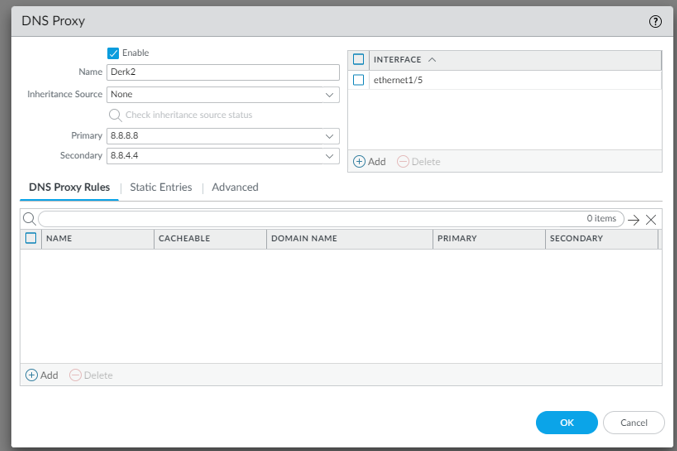 DNS Proxy
Enable
Name Derk2
Inheritance Source None
Check inheritance source status
Primary 8.8.8.8
Secondary 8.8.4.4
INTERFACE
ethernet1/5
Add Delete
DNS Proxy Rules | Static Entries | Advanced
0 items
NAME CACHEABLE DOMAIN NAME PRIMARY SECONDARY
Add Delete
OK Cancel